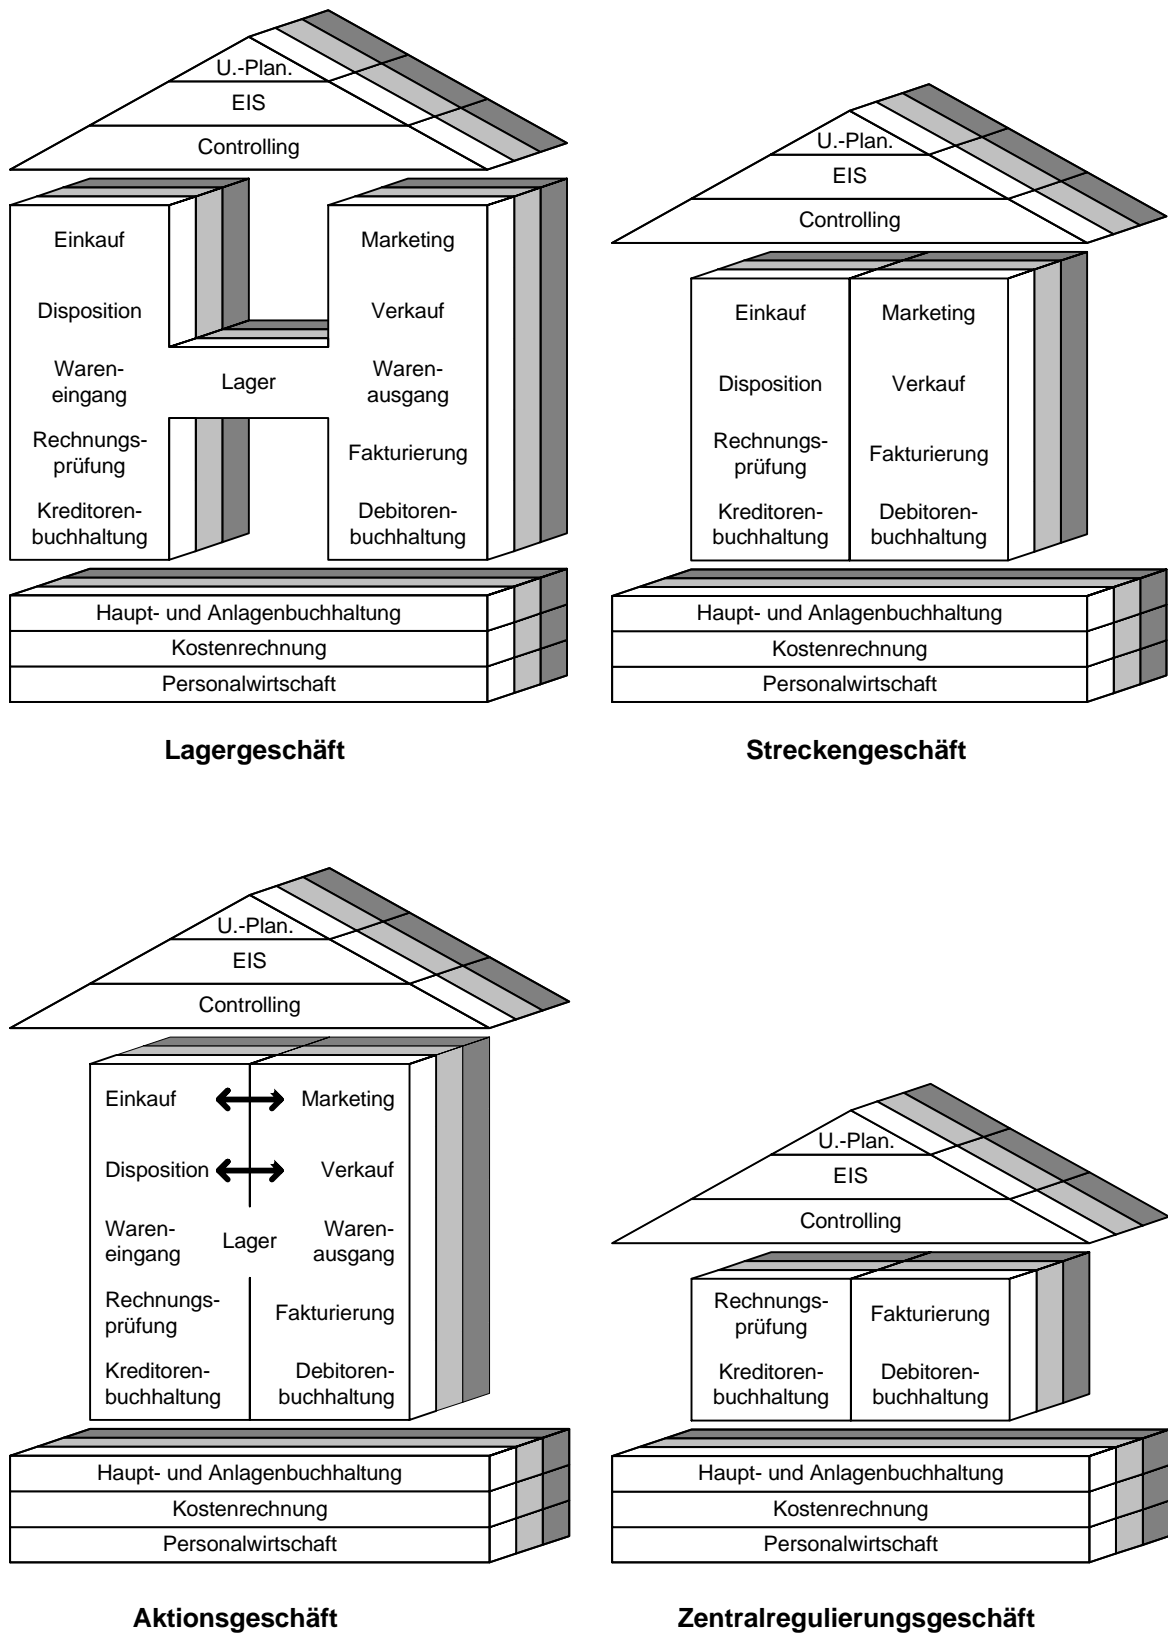 U.-Plan.
EIS
Controlling
Einkauf
Disposition
Waren-
eingang
Rechnungs-
prüfung
Kreditoren-
buchhaltung
Lager
Marketing
Verkauf
Waren-
ausgang
Fakturierung
Debitoren-
buchhaltung
Haupt- und Anlagenbuchhaltung
Kostenrechnung
Personalwirtschaft
Lagergeschäft
U.-Plan.
EIS
Controlling
Einkauf
Disposition
Rechnungs-
prüfung
Kreditoren-
buchhaltung
Marketing
Verkauf
Fakturierung
Debitoren-
buchhaltung
Haupt- und Anlagenbuchhaltung
Kostenrechnung
Personalwirtschaft
Streckengeschäft
U.-Plan.
EIS
Controlling
Einkauf
Disposition
Waren-
eingang
Rechnungs-
prüfung
Kreditoren-
buchhaltung
Lager
Marketing
Verkauf
Waren-
ausgang
Fakturierung
Debitoren-
buchhaltung
Haupt- und Anlagenbuchhaltung
Kostenrechnung
Personalwirtschaft
Aktionsgeschäft
U.-Plan.
EIS
Controlling
Rechnungs-
prüfung
Kreditoren-
buchhaltung
Fakturierung
Debitoren-
buchhaltung
Haupt- und Anlagenbuchhaltung
Kostenrechnung
Personalwirtschaft
Zentralregulierungsgeschäft